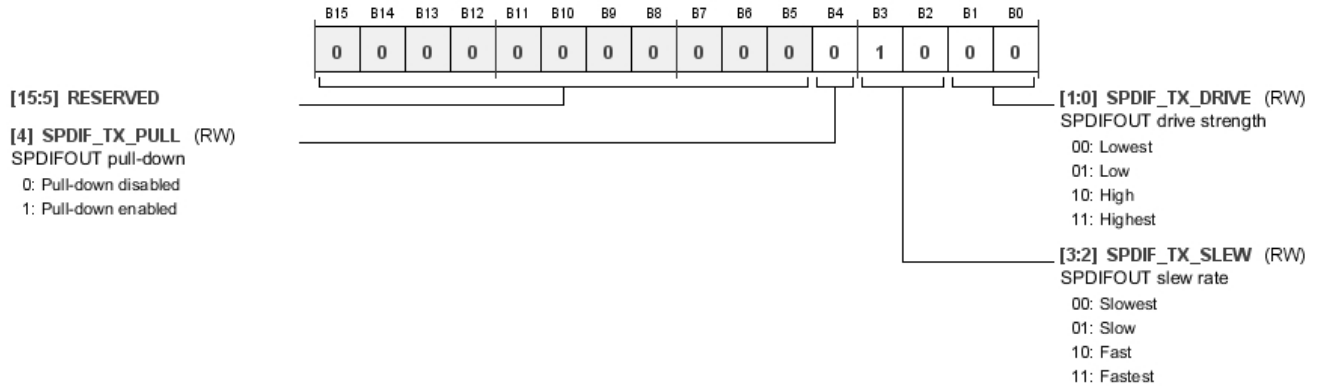 B15 B14 B13 B12 B11 B10 B9 B8 B7 B6 B5 B4 B3 B2 B1 B0
0 0 0 0 0 0 0 0 0 0 0 0 1 0 0 0
[15:5] RESERVED
[4] SPDIF_TX_PULL (RW)
SPDIFOUT pull-down
0: Pull-down disabled
1: Pull-down enabled
[1:0] SPDIF_TX_DRIVE (RW)
SPDIFOUT drive strength
00: Lowest
01: Low
10: High
11: Highest
[3:2] SPDIF_TX_SLEW (RW)
SPDIFOUT slew rate
00: Slowest
01: Slow
10: Fast
11: Fastest